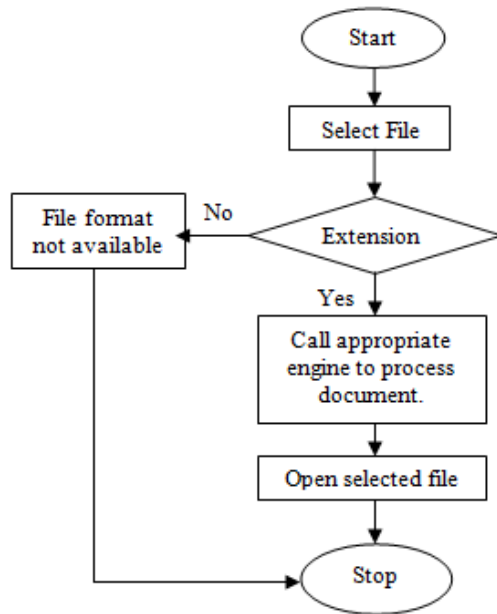 Start
Select File
File format
not available
No
Extension
Yes
Call appropriate
engine to process
document.
Open selected file
Stop